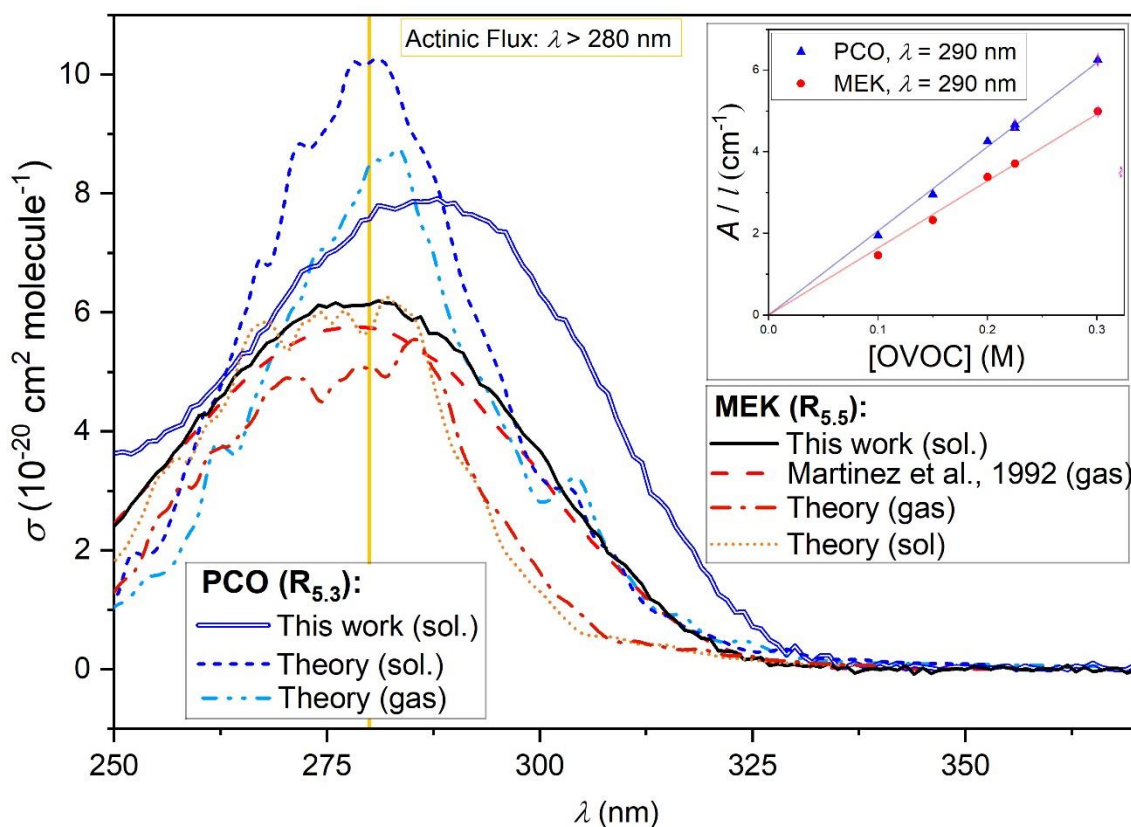 Actinic Flux: λ > 280 nm
10
8
6
4
2
0
σ (10⁻²⁰ cm² molecule⁻¹)
250
275
300
325
350
λ (nm)
PCO (R₅.₃):
This work (sol.)
Theory (sol.)
Theory (gas)
PCO, λ = 290 nm
MEK, λ = 290 nm
6
4
2
0
A / l (cm⁻¹)
0.0
0.1
0.2
0.3
[OVOC] (M)
MEK (R₅.₅):
This work (sol.)
Martinez et al., 1992 (gas)
Theory (gas)
Theory (sol)